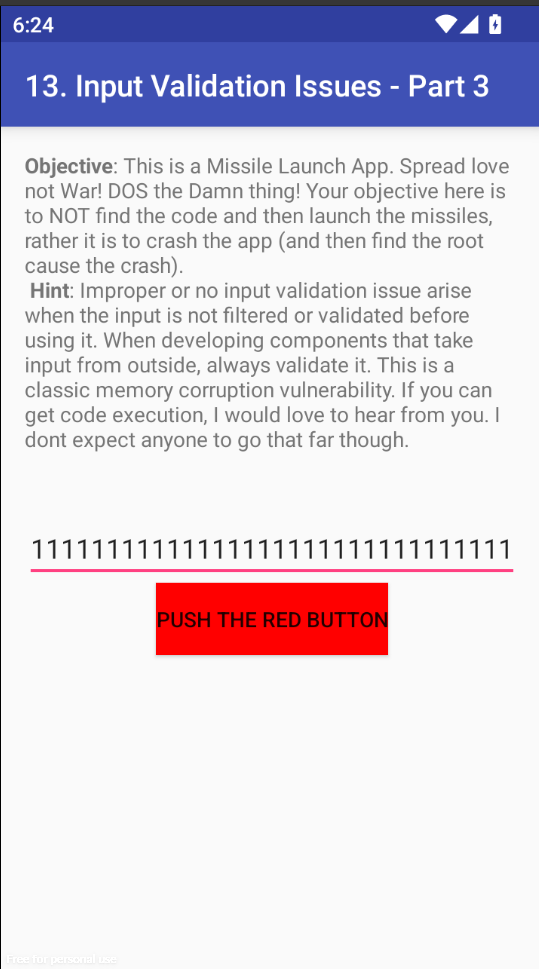 6:24
13. Input Validation Issues - Part 3
Objective: This is a Missile Launch App. Spread love
not War! DOS the Damn thing! Your objective here is
to NOT find the code and then launch the missiles,
rather it is to crash the app (and then find the root
cause the crash).
Hint: Improper or no input validation issue arise
when the input is not filtered or validated before
using it. When developing components that take
input from outside, always validate it. This is a
classic memory corruption vulnerability. If you can
get code execution, I would love to hear from you. I
dont expect anyone to go that far though.
11111111111111111111111111111111
PUSH THE RED BUTTON
Free for personal use